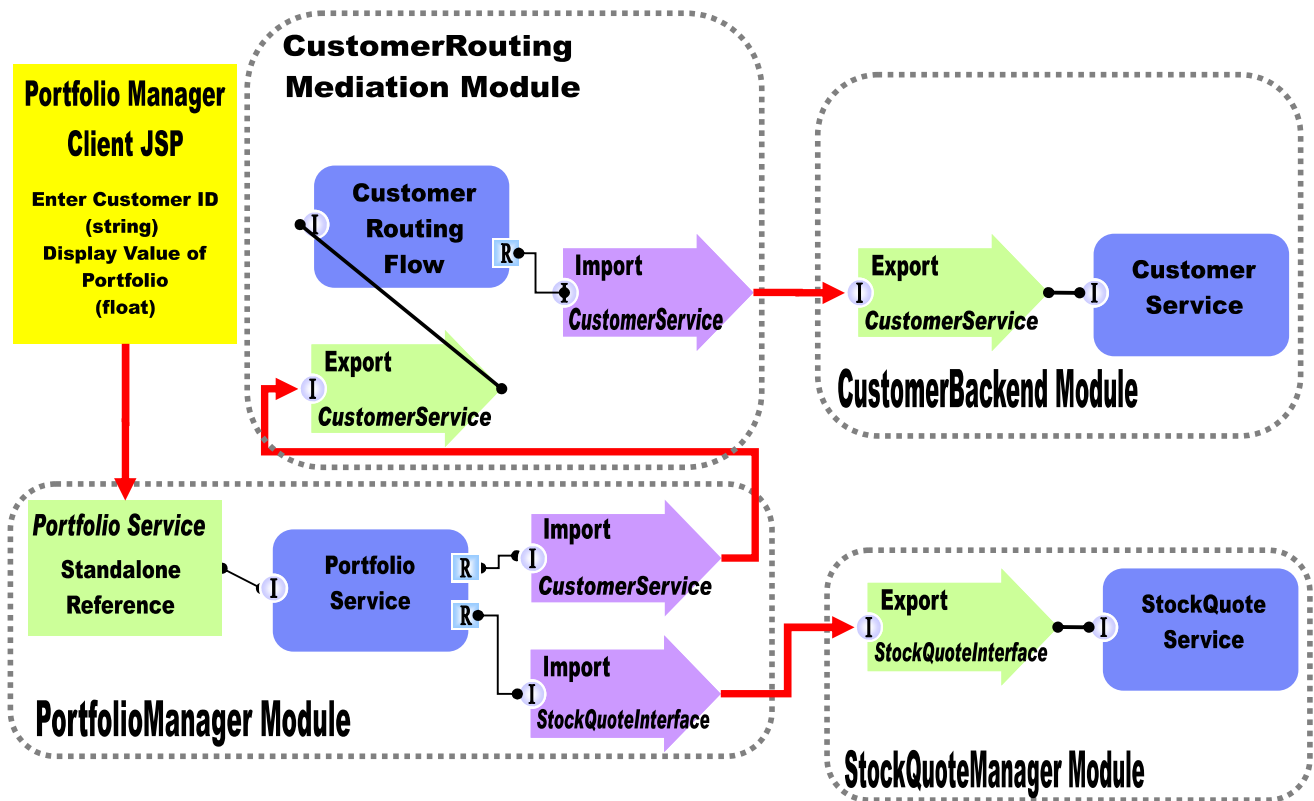 CustomerRouting
Mediation Module
Portfolio Manager
Client JSP
Enter Customer ID
(string)
Display Value of
Portfolio
(float)
Customer
Routing
Flow
I
R
Import
I
CustomerService
Export
I
CustomerService
Export
I
CustomerService
I
Customer
Service
CustomerBackend Module
Portfolio Service
Standalone
Reference
I
Portfolio
Service
R
R
Import
I
CustomerService
Import
I
StockQuoteInterface
PortfolioManager Module
Export
I
StockQuoteInterface
I
StockQuote
Service
StockQuoteManager Module